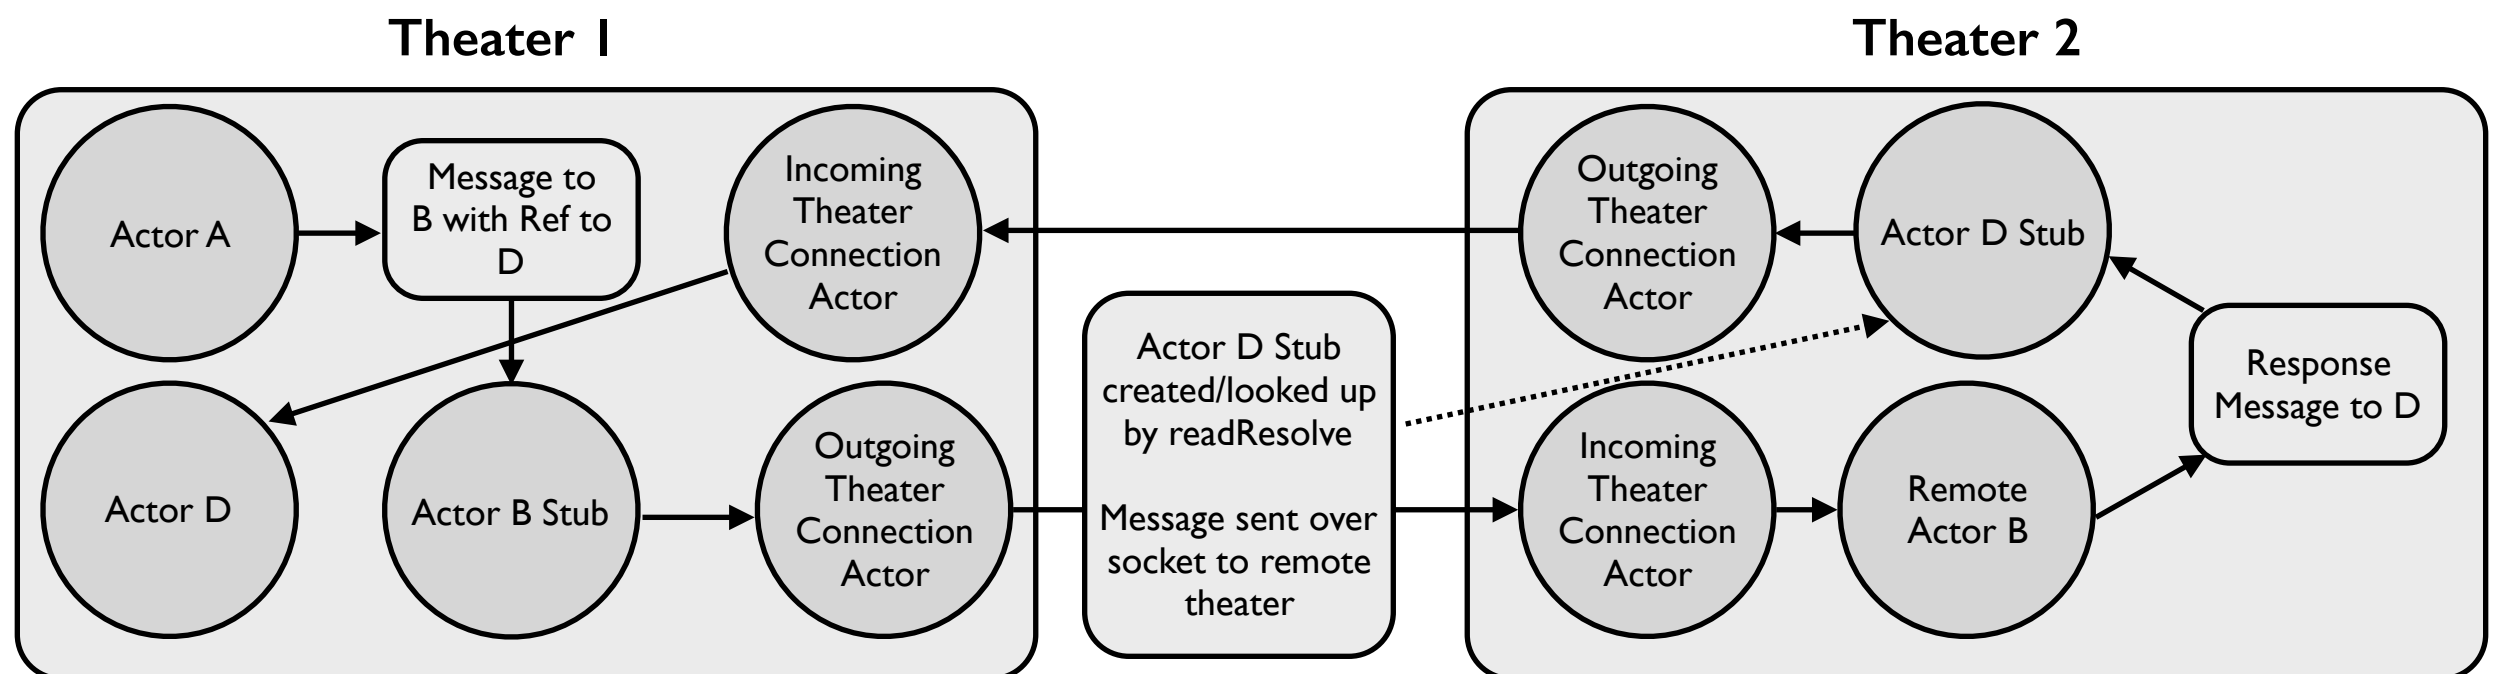 Theater 1
Theater 2
Actor A
Message to
B with Ref to
D
Incoming
Theater
Connection
Actor
Actor D
Actor B Stub
Outgoing
Theater
Connection
Actor
Actor D Stub
created/looked up
by readResolve
Message sent over
socket to remote
theater
Outgoing
Theater
Connection
Actor
Actor D Stub
Incoming
Theater
Connection
Actor
Remote
Actor B
Response
Message to D